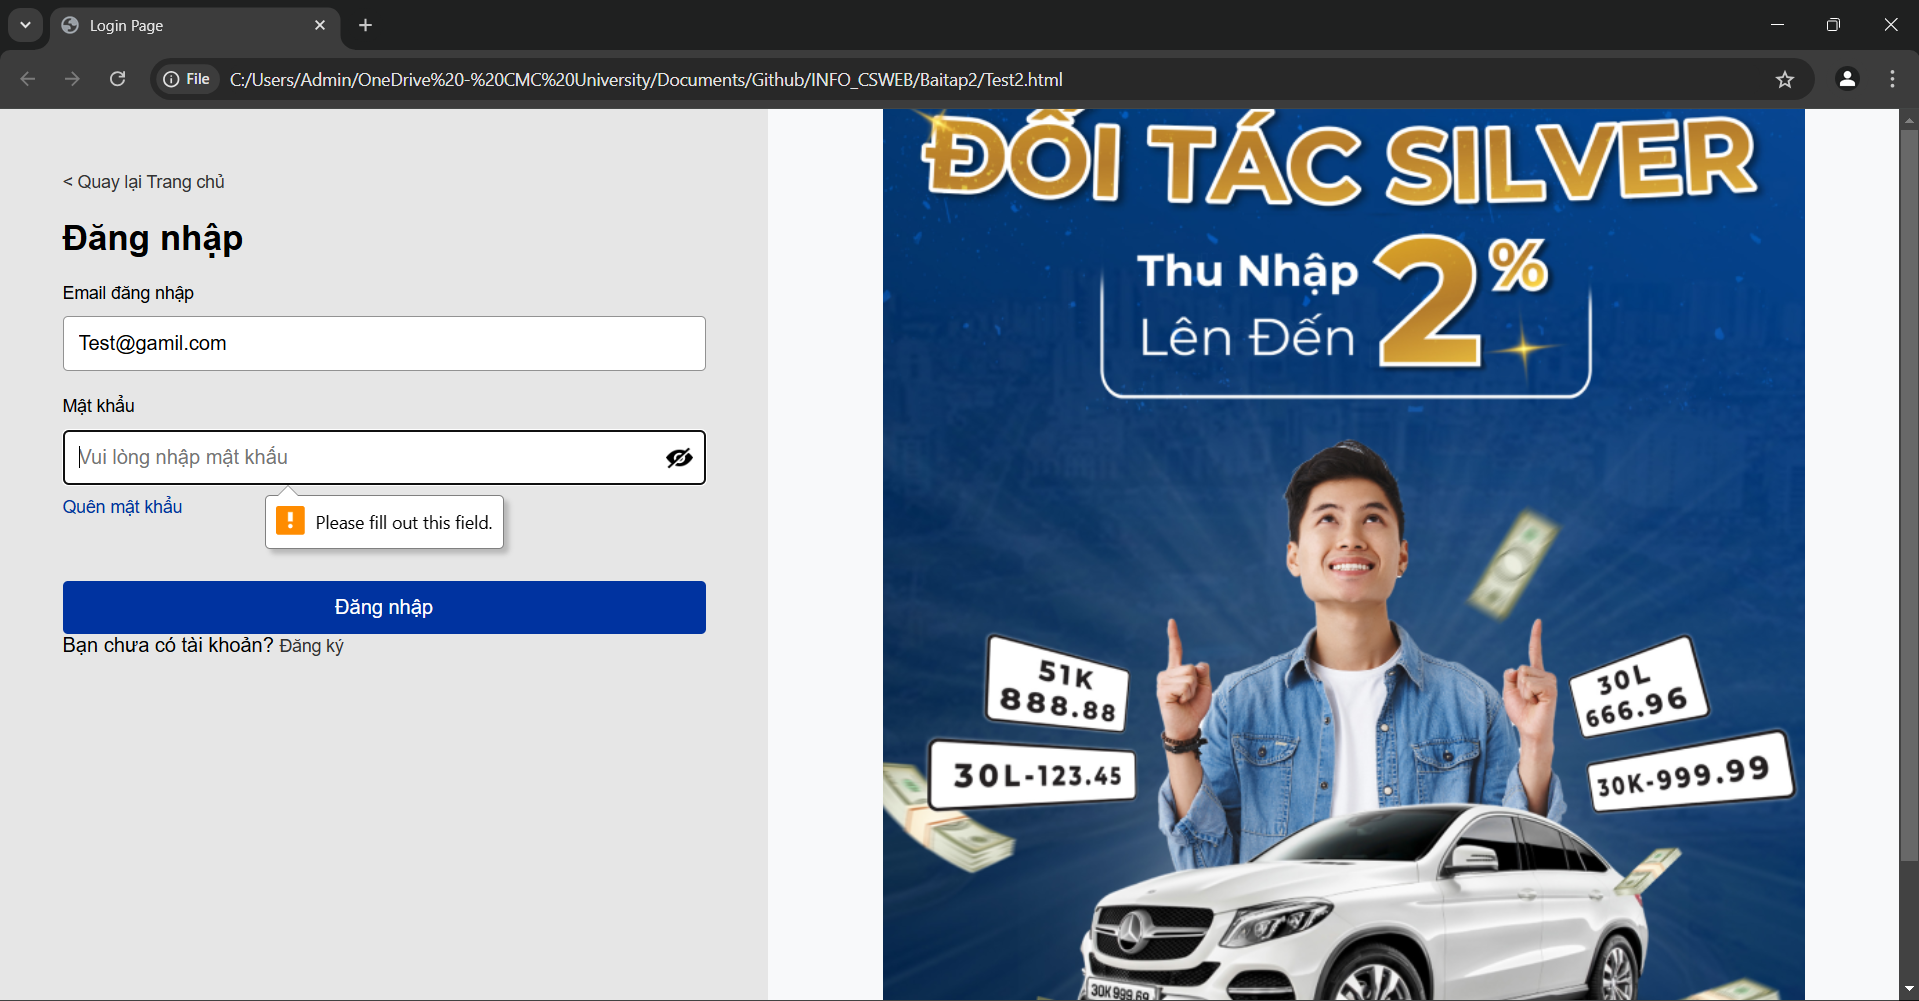 Login Page
File
C:/Users/Admin/OneDrive%20-%20CMC%20University/Documents/Github/INFO_CSWEB/Baitap2/Test2.html
< Quay lại Trang chủ
Đăng nhập
Email đăng nhập
Test@gamil.com
Mật khẩu
Vui lòng nhập mật khẩu
Quên mật khẩu
Please fill out this field.
Đăng nhập
Bạn chưa có tài khoản? Đăng ký
ĐỐI TÁC SILVER
Thu Nhập
Lên Đến
2%
51K
888.88
30L-123.45
30L
666.96
30K-999.99
30K 999.69